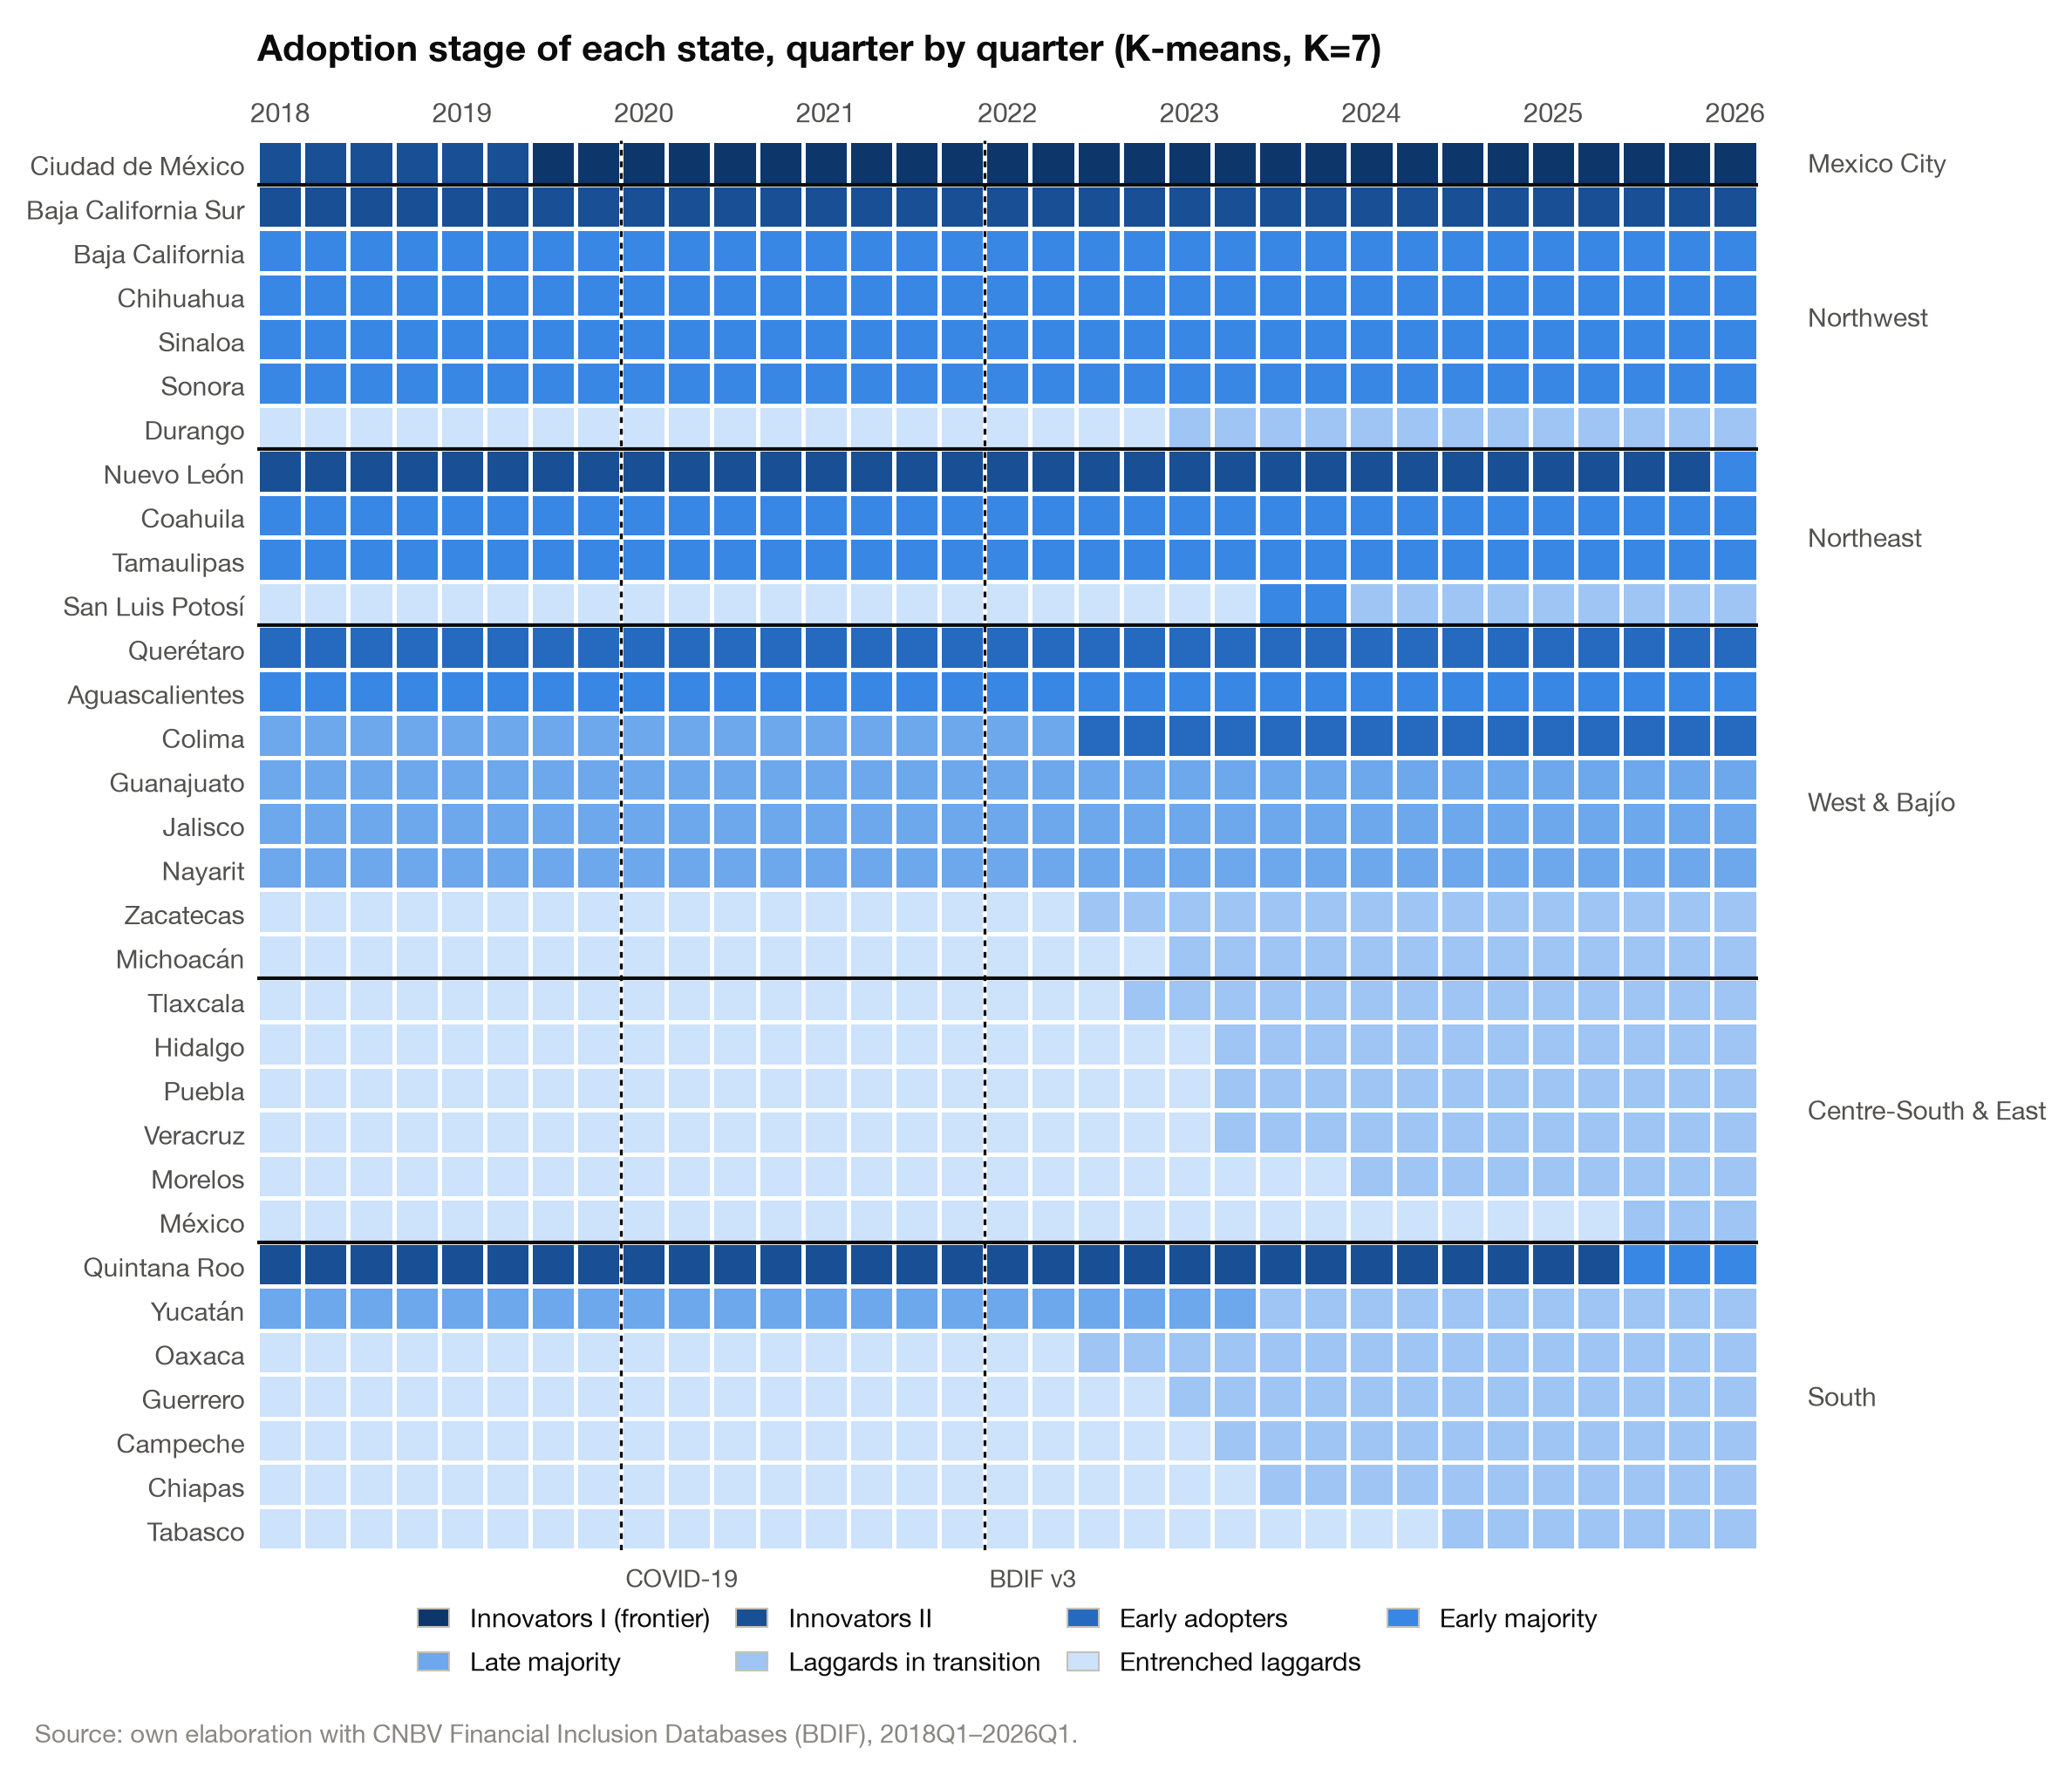 Adoption stage of each state, quarter by quarter (K-means, K=7)
2018 2019 2020 2021 2022 2023 2024 2025 2026
Ciudad de México
Mexico City
Baja California Sur
Baja California
Chihuahua
Northwest
Sinaloa
Sonora
Durango
Nuevo León
Coahuila
Northeast
Tamaulipas
San Luis Potosí
Querétaro
Aguascalientes
Colima
Guanajuato
West & Bajío
Jalisco
Nayarit
Zacatecas
Michoacán
Tlaxcala
Hidalgo
Puebla
Centre-South & East
Veracruz
Morelos
México
Quintana Roo
Yucatán
Oaxaca
Guerrero
South
Campeche
Chiapas
Tabasco
COVID-19 BDIF v3
Innovators I (frontier) Innovators II Early adopters Early majority
Late majority Laggards in transition Entrenched laggards
Source: own elaboration with CNBV Financial Inclusion Databases (BDIF), 2018Q1–2026Q1.